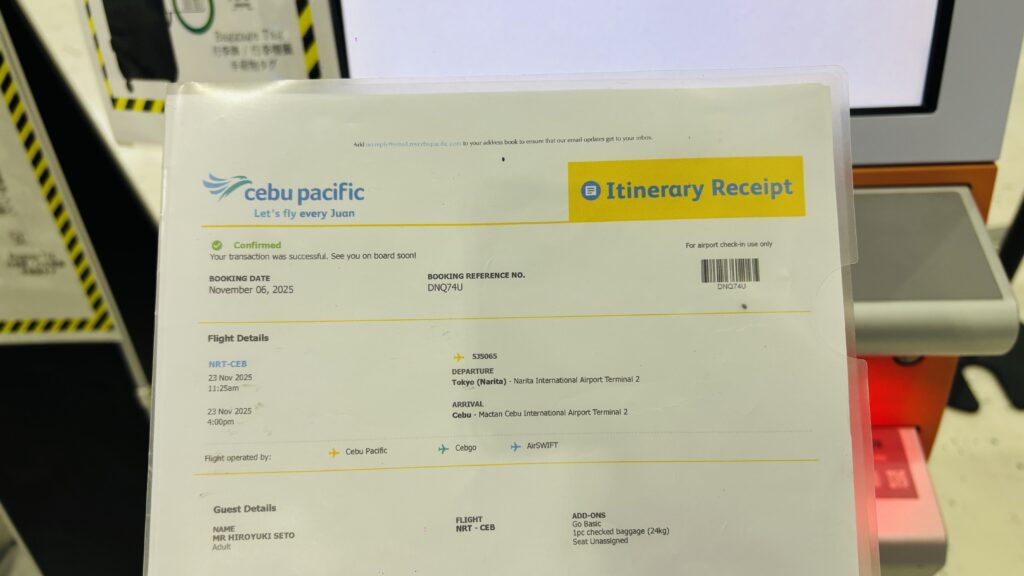 Baggage Tag
Add to your address book to ensure that our email updates get to your inbox.
cebu pacific
Let's fly every Juan
Itinerary Receipt
Confirmed
Your transaction was successful. See you on board soon!
For airport check-in use only
BOOKING DATE
November 06, 2025
BOOKING REFERENCE NO.
DNQ74U
DNQ74U
Flight Details
NRT-CEB
23 Nov 2025
11:25am
5J5065
DEPARTURE
Tokyo (Narita) - Narita International Airport Terminal 2
23 Nov 2025
4:00pm
ARRIVAL
Cebu - Mactan Cebu International Airport Terminal 2
Flight operated by:
Cebu Pacific
Cebgo
AirSWIFT
Guest Details
NAME
MR HIROYUKI SETO
Adult
FLIGHT
NRT - CEB
ADD-ONS
Go Basic
1pc checked baggage (24kg)
Seat Unassigned